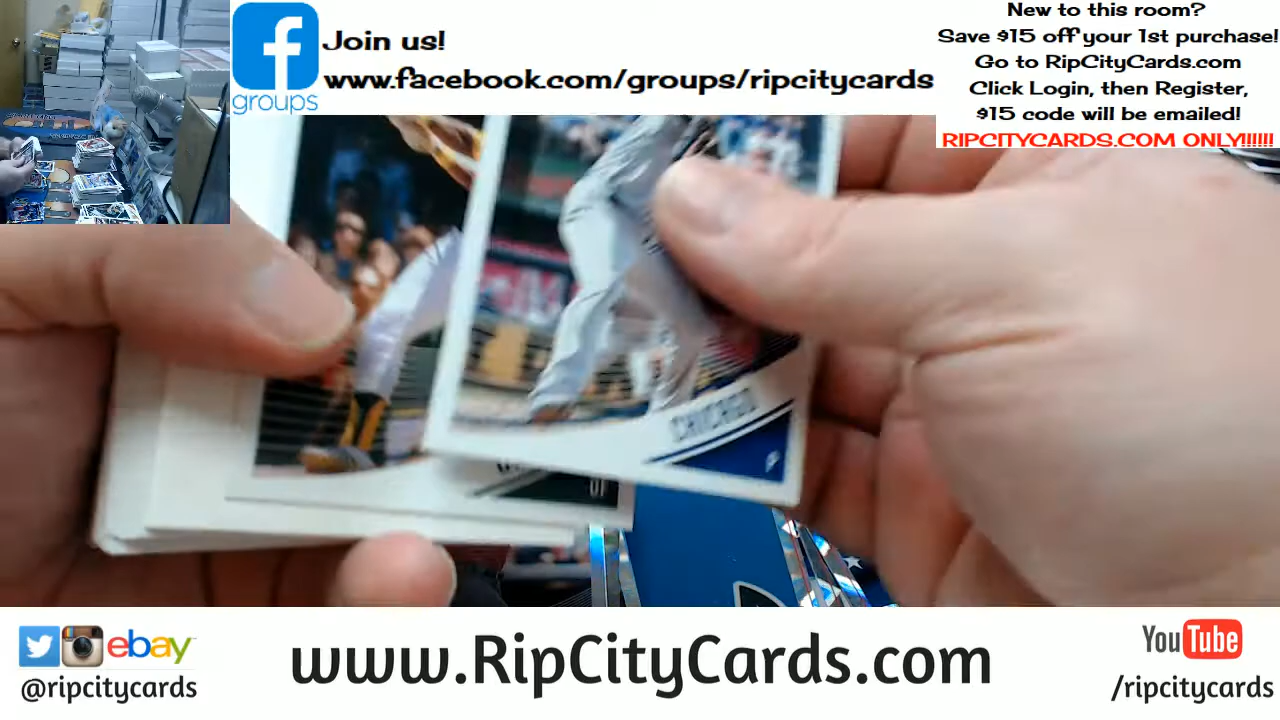 groups
Join us!
www.facebook.com/groups/ripcitycards
New to this room?
Save $15 off your 1st purchase!
Go to RipCityCards.com
Click Login, then Register,
$15 code will be emailed!
RIPCITYCARDS.COM ONLY!!!!!!
CHICAGO
P
OF
ebay
@ripcitycards
www.RipCityCards.com
YouTube
/ripcitycards